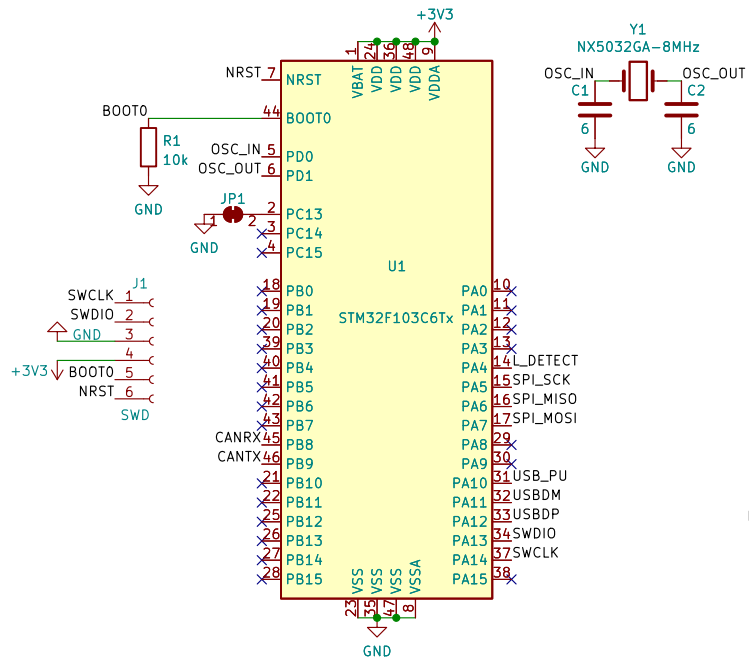 +3V3
Y1
NX5032GA-8MHz
OSC_IN
OSC_OUT
C1
C2
6
6
GND
GND
1
24
36
48
9
VBAT
VDD
VDD
VDD
VDDA
NRST 7 NRST
BOOT0
44 BOOT0
R1
10k
GND
OSC_IN 5 PD0
OSC_OUT 6 PD1
JP1
1 2
GND
2 PC13
3 PC14
4 PC15
U1
STM32F103C6Tx
J1
SWCLK 1
SWDIO 2
GND 3
+3V3 4
BOOT0 5
NRST 6
SWD
18 PB0
19 PB1
20 PB2
39 PB3
40 PB4
41 PB5
42 PB6
43 PB7
CANRX 45 PB8
CANTX 46 PB9
21 PB10
22 PB11
25 PB12
26 PB13
27 PB14
28 PB15
PA0 10
PA1 11
PA2 12
PA3 13
PA4 14 L_DETECT
PA5 15 SPI_SCK
PA6 16 SPI_MISO
PA7 17 SPI_MOSI
PA8 29
PA9 30
PA10 31 USB_PU
PA11 32 USBDM
PA12 33 USBDP
PA13 34 SWDIO
PA14 37 SWCLK
PA15 38
VSS
VSS
VSS
VSSA
23
35
47
8
GND